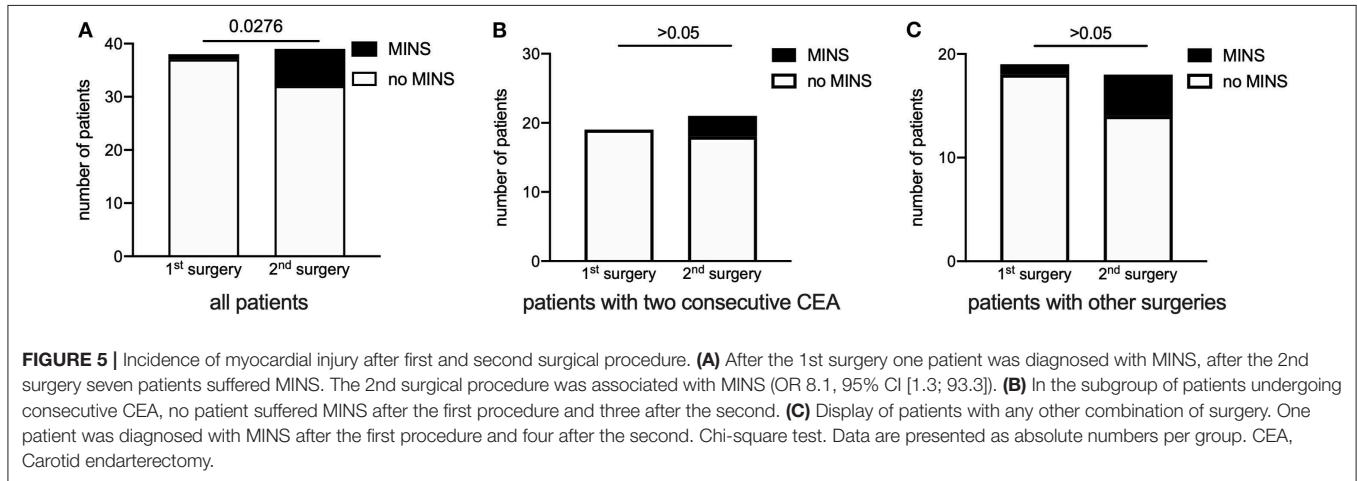 A
0.0276
MINS
no MINS
40
30
20
10
0
number of patients
1st surgery 2nd surgery
all patients
B
>0.05
MINS
no MINS
30
20
10
0
number of patients
1st surgery 2nd surgery
patients with two consecutive CEA
C
>0.05
MINS
no MINS
20
10
0
number of patients
1st surgery 2nd surgery
patients with other surgeries
FIGURE 5 | Incidence of myocardial injury after first and second surgical procedure. (A) After the 1st surgery one patient was diagnosed with MINS, after the 2nd
surgery seven patients suffered MINS. The 2nd surgical procedure was associated with MINS (OR 8.1, 95% CI [1.3; 93.3]). (B) In the subgroup of patients undergoing
consecutive CEA, no patient suffered MINS after the first procedure and three after the second. (C) Display of patients with any other combination of surgery. One
patient was diagnosed with MINS after the first procedure and four after the second. Chi-square test. Data are presented as absolute numbers per group. CEA,
Carotid endarterectomy.